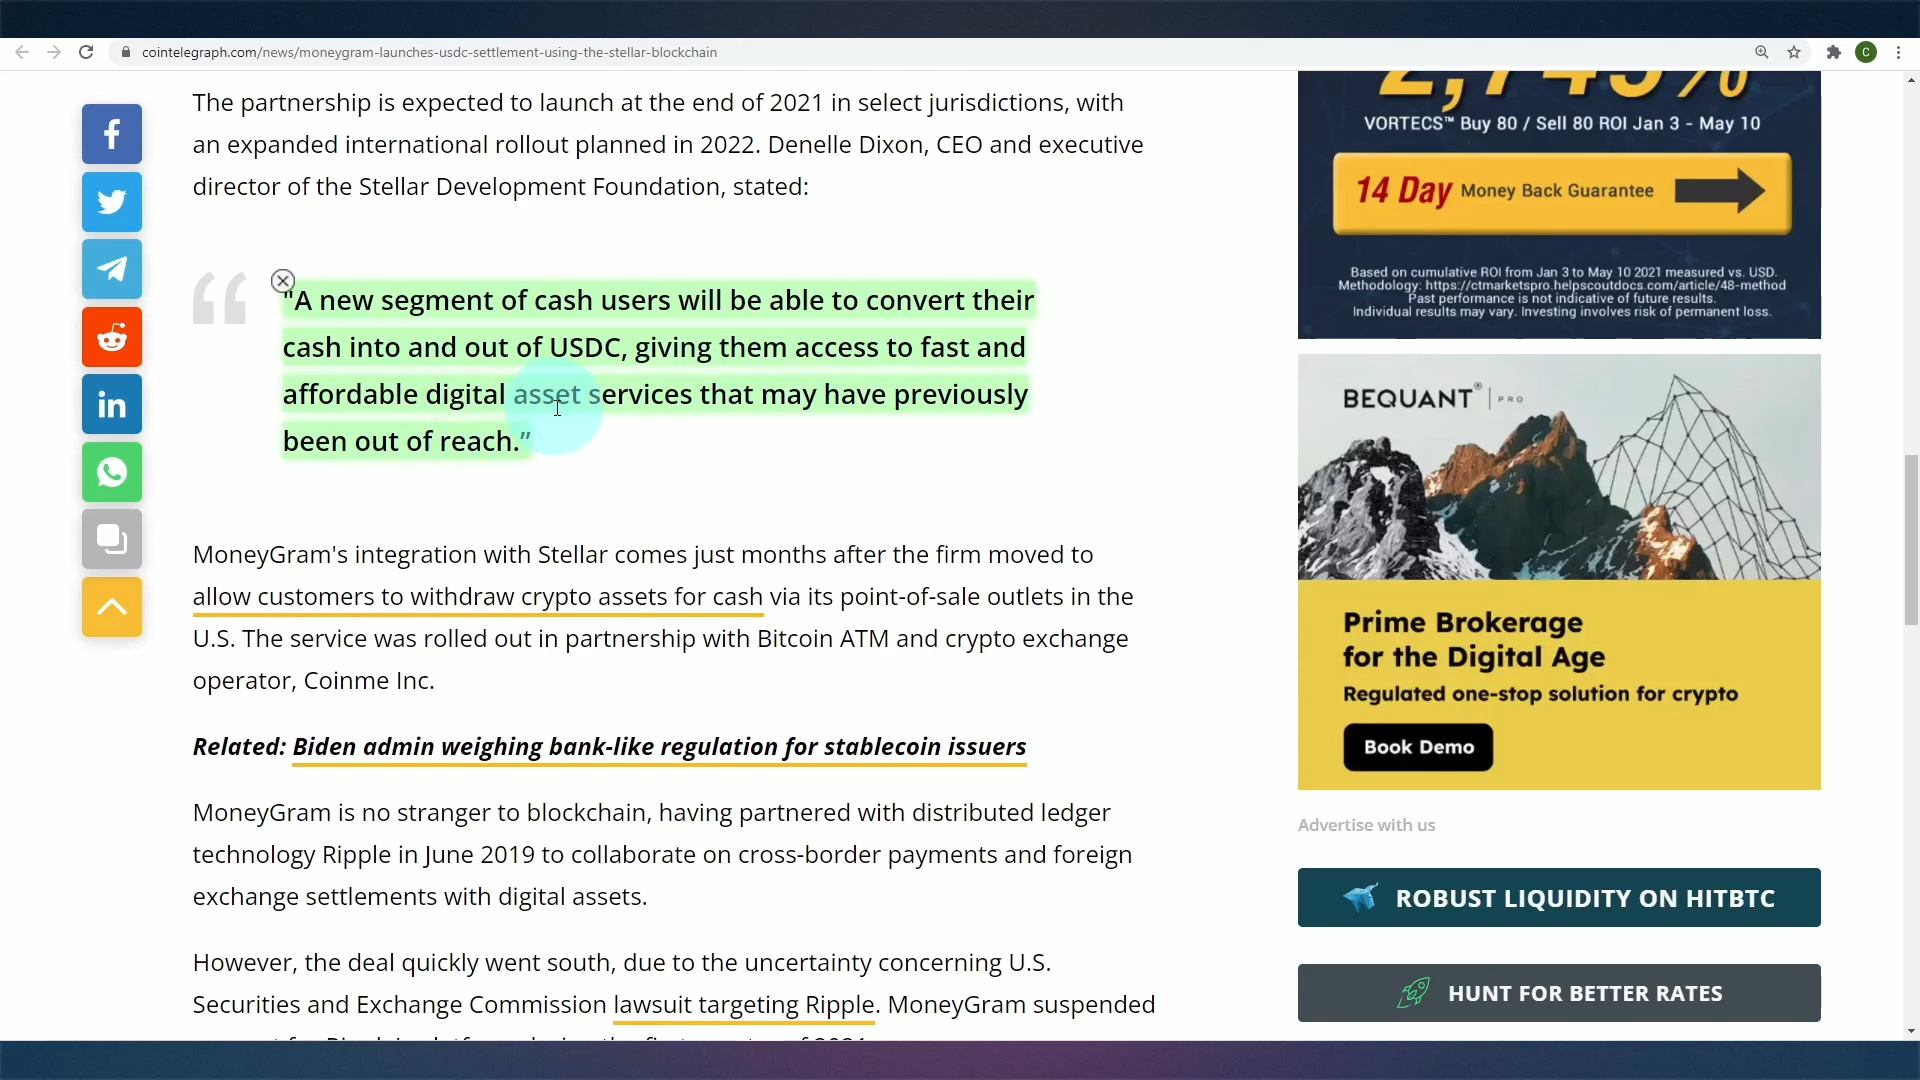 cointelegraph.com/news/moneygram-launches-usdc-settlement-using-the-stellar-blockchain
C
The partnership is expected to launch at the end of 2021 in select jurisdictions, with
an expanded international rollout planned in 2022. Denelle Dixon, CEO and executive
director of the Stellar Development Foundation, stated:
"A new segment of cash users will be able to convert their
cash into and out of USDC, giving them access to fast and
affordable digital asset services that may have previously
been out of reach.”
MoneyGram's integration with Stellar comes just months after the firm moved to
allow customers to withdraw crypto assets for cash via its point-of-sale outlets in the
U.S. The service was rolled out in partnership with Bitcoin ATM and crypto exchange
operator, Coinme Inc.
Related: Biden admin weighing bank-like regulation for stablecoin issuers
MoneyGram is no stranger to blockchain, having partnered with distributed ledger
technology Ripple in June 2019 to collaborate on cross-border payments and foreign
exchange settlements with digital assets.
However, the deal quickly went south, due to the uncertainty concerning U.S.
Securities and Exchange Commission lawsuit targeting Ripple. MoneyGram suspended
VORTECS™ Buy 80 / Sell 80 ROI Jan 3 - May 10
14 Day Money Back Guarantee
Based on cumulative ROI from Jan 3 to May 10 2021 measured vs. USD.
Methodology: https://ctmarketspro.helpscoutdocs.com/article/48-method
Past performance is not indicative of future results.
Individual results may vary. Investing involves risk of permanent loss.
BEQUANT® | PRO
Prime Brokerage
for the Digital Age
Regulated one-stop solution for crypto
Book Demo
Advertise with us
ROBUST LIQUIDITY ON HITBTC
HUNT FOR BETTER RATES